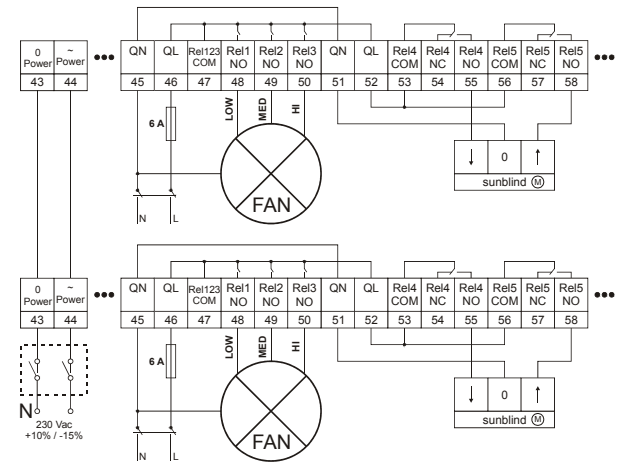 0 Power ~ Power ••• QN QL Rel123 COM Rel1 NO Rel2 NO Rel3 NO QN QL Rel4 COM Rel4 NC Rel4 NO Rel5 COM Rel5 NC Rel5 NO •••
43 44 45 46 47 48 49 50 51 52 53 54 55 56 57 58
6 A LOW MED HI
FAN
↓ 0 ↑
sunblind M
N L
0 Power ~ Power ••• QN QL Rel123 COM Rel1 NO Rel2 NO Rel3 NO QN QL Rel4 COM Rel4 NC Rel4 NO Rel5 COM Rel5 NC Rel5 NO •••
43 44 45 46 47 48 49 50 51 52 53 54 55 56 57 58
6 A LOW MED HI
FAN
↓ 0 ↑
sunblind M
N
230 Vac
+10% / -15%
N L